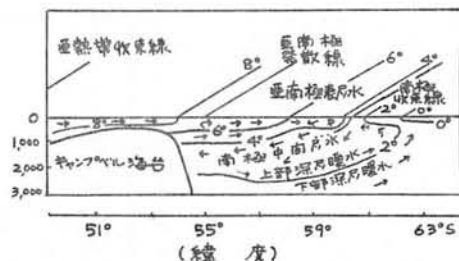 亜熱帯収束線
亜南極
発散線
8°
6°
4°
亜南極表層水
南極
収束線
2°
0°
0°
0
8°
6°
4°
1,000
2,000
3,000
キャンプベル海台
南極中間層水
2°
上部深層暖水
下部深層暖水
51°
55°
59°
63°S
(緯度)